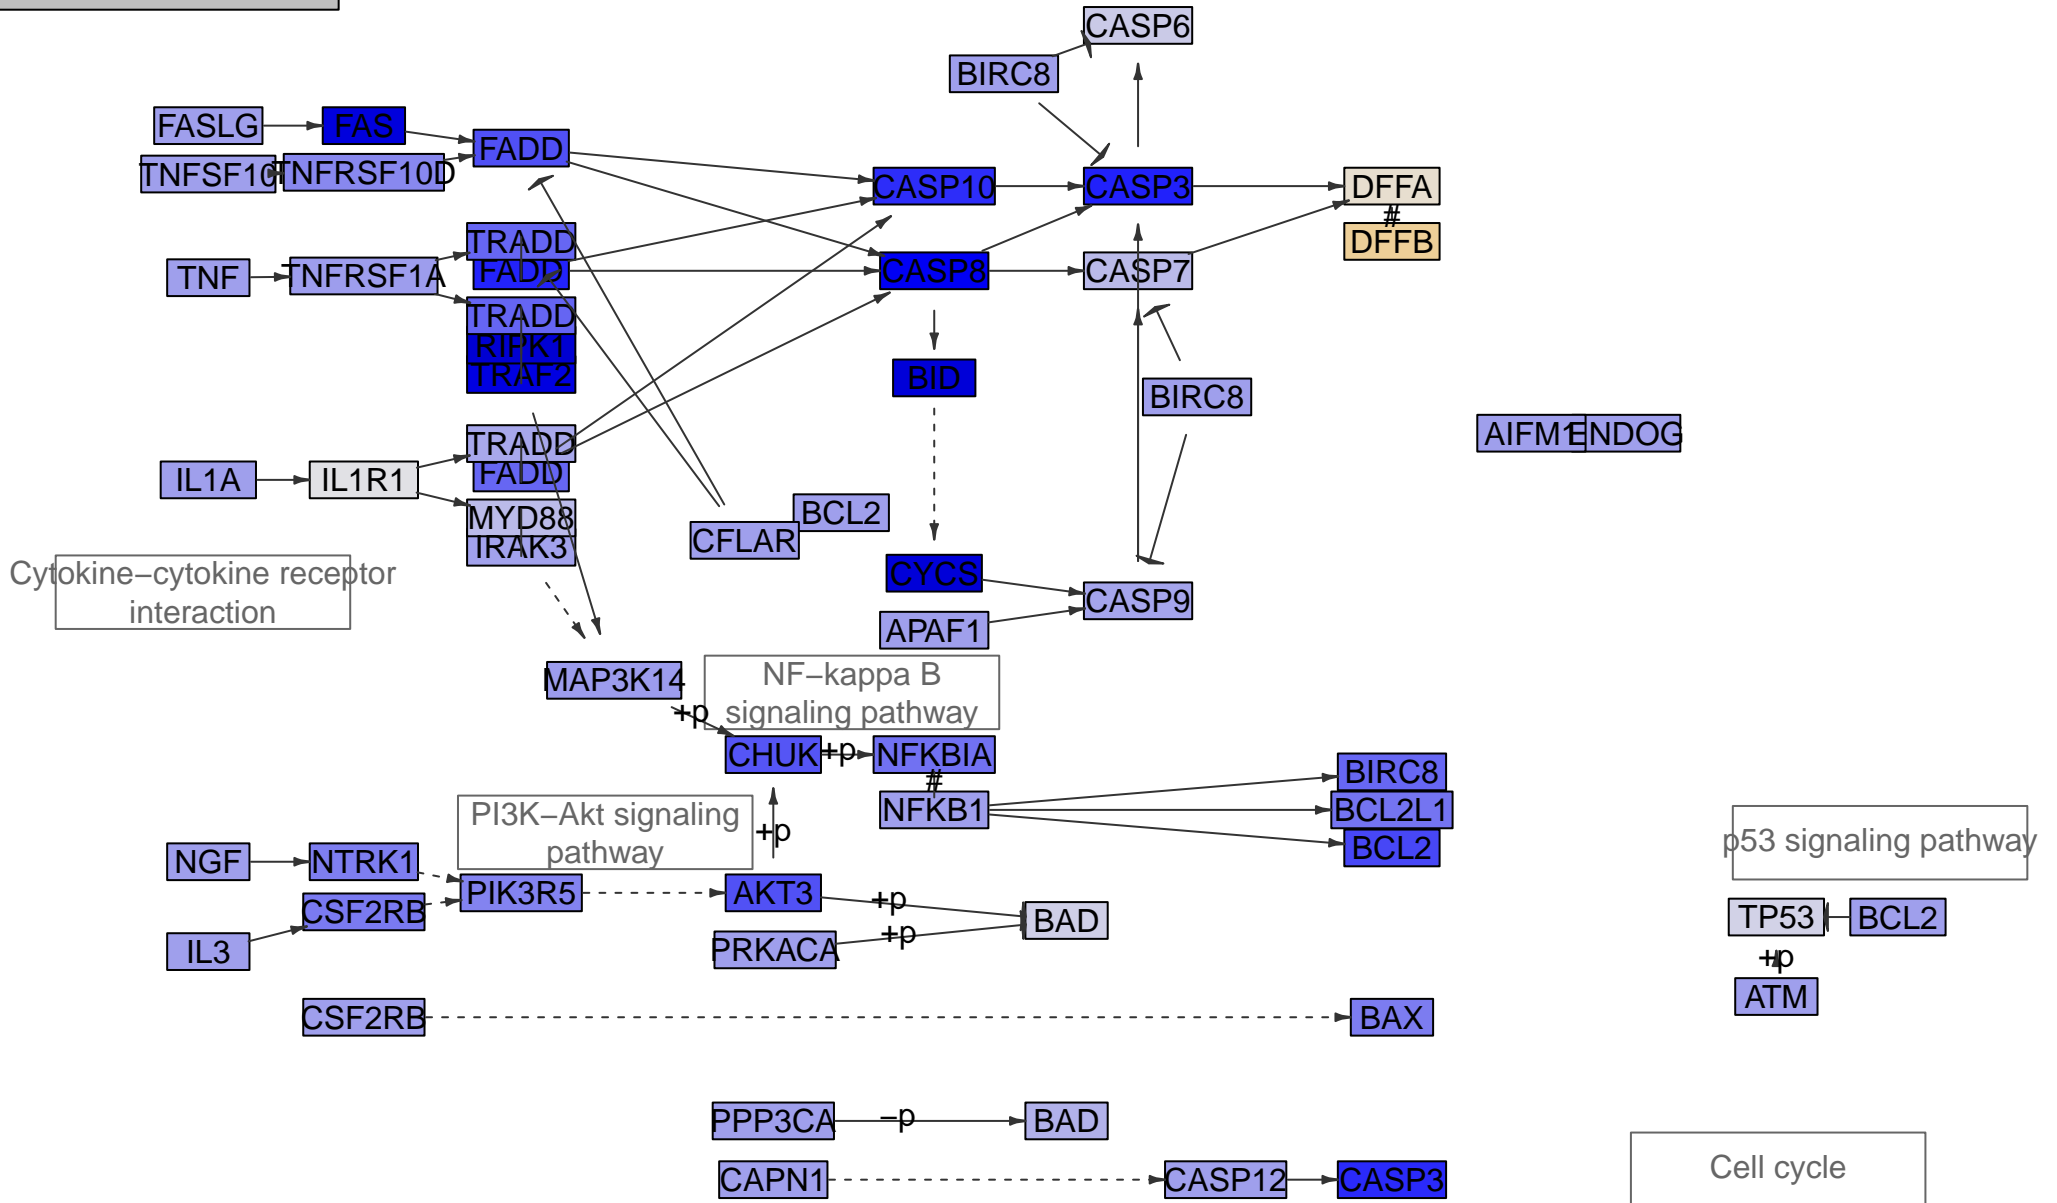 CASP6
BIRC8
FASLG
FAS
FADD
TNFSF10
TNFRSF10D
CASP10
CASP3
DFFA
#
DFFB
TRADD
FADD
TNF
TNFRSF1A
CASP8
CASP7
TRADD
RIPK1
TRAF2
BID
BIRC8
AIFM1
ENDOG
TRADD
FADD
IL1A
IL1R1
MYD88
IRAK3
BCL2
CFLAR
Cytokine−cytokine receptor
interaction
CYCS
CASP9
APAF1
MAP3K14
NF−kappa B
signaling pathway
+p
CHUK
+p
NFKBIA
#
NFKB1
BIRC8
BCL2L1
BCL2
PI3K−Akt signaling
pathway
+p
p53 signaling pathway
NGF
NTRK1
PIK3R5
AKT3
+p
CSF2RB
BAD
TP53
BCL2
IL3
PRKACA
+p
+p
ATM
CSF2RB
BAX
PPP3CA
−p
BAD
Cell cycle
CAPN1
CASP12
CASP3